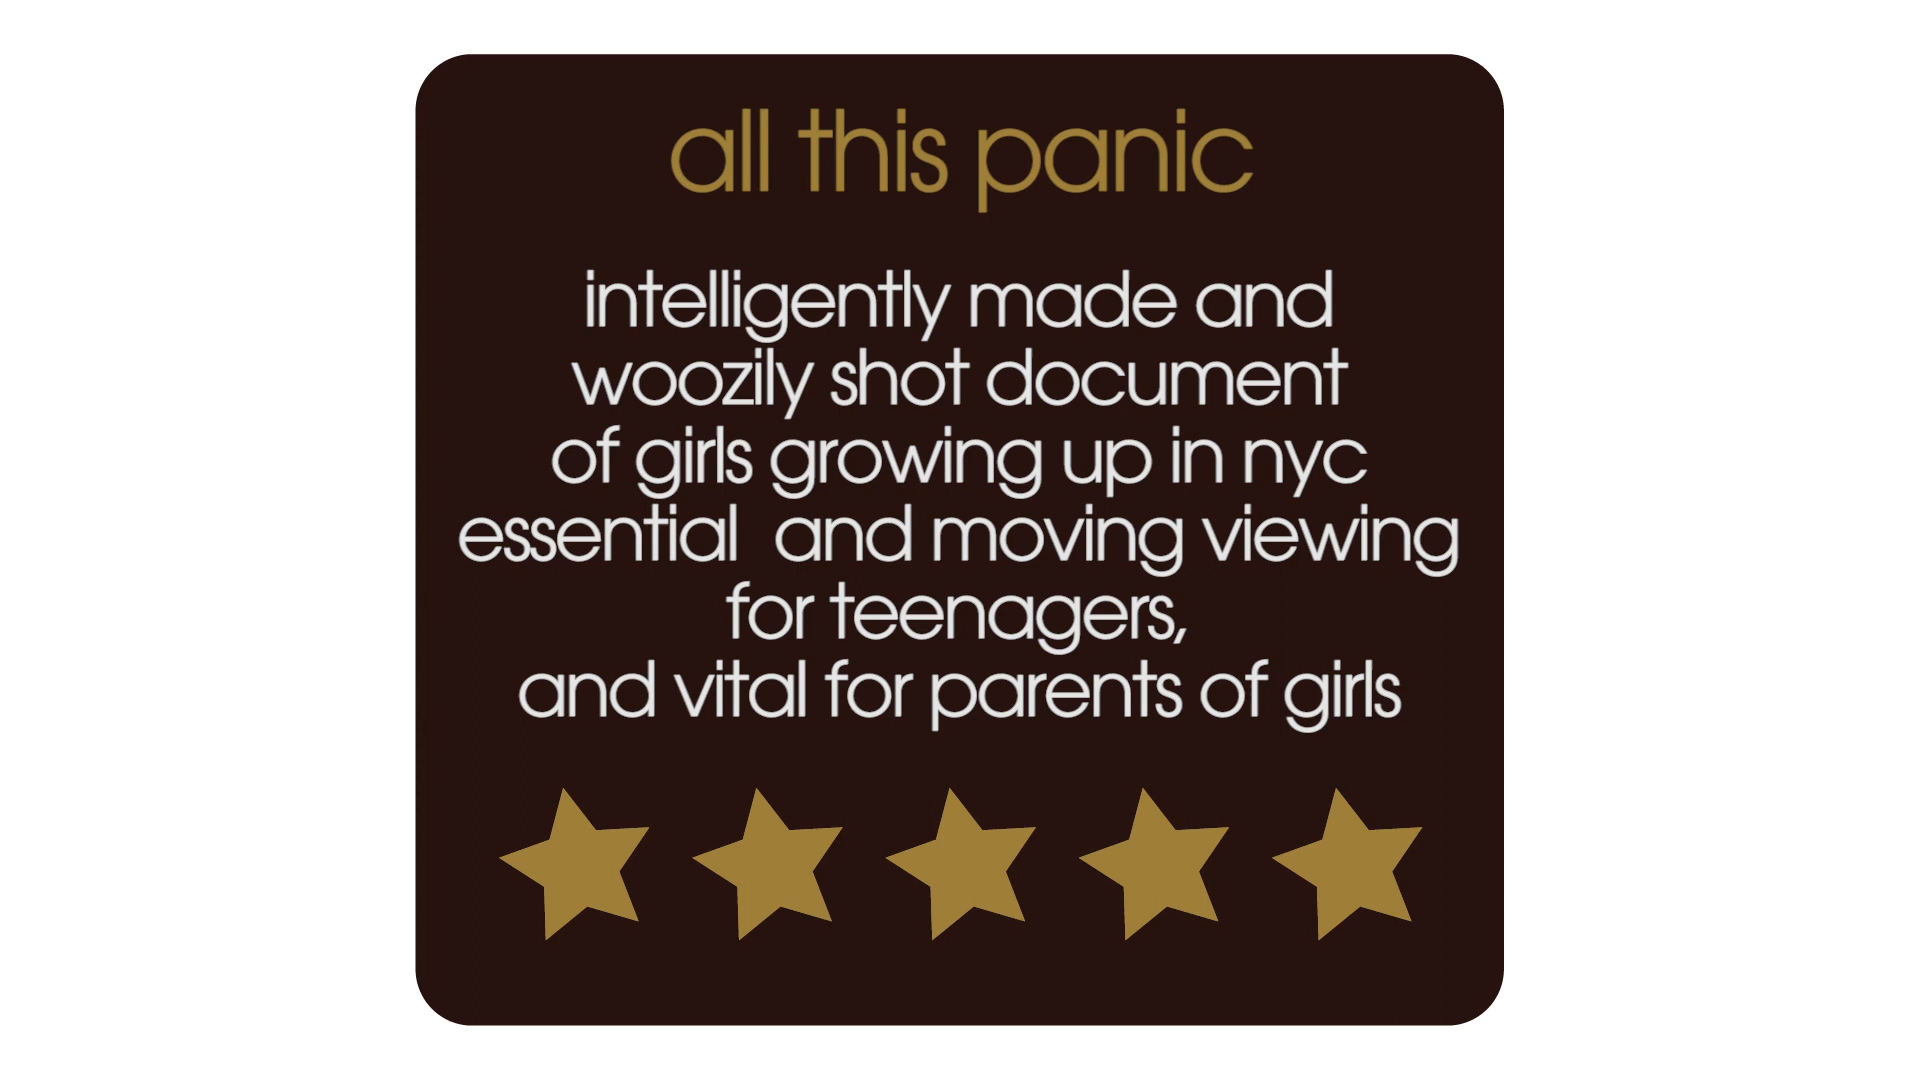 all this panic
intelligently made and
woozily shot document
of girls growing up in nyc
essential  and moving viewing
for teenagers,
and vital for parents of girls